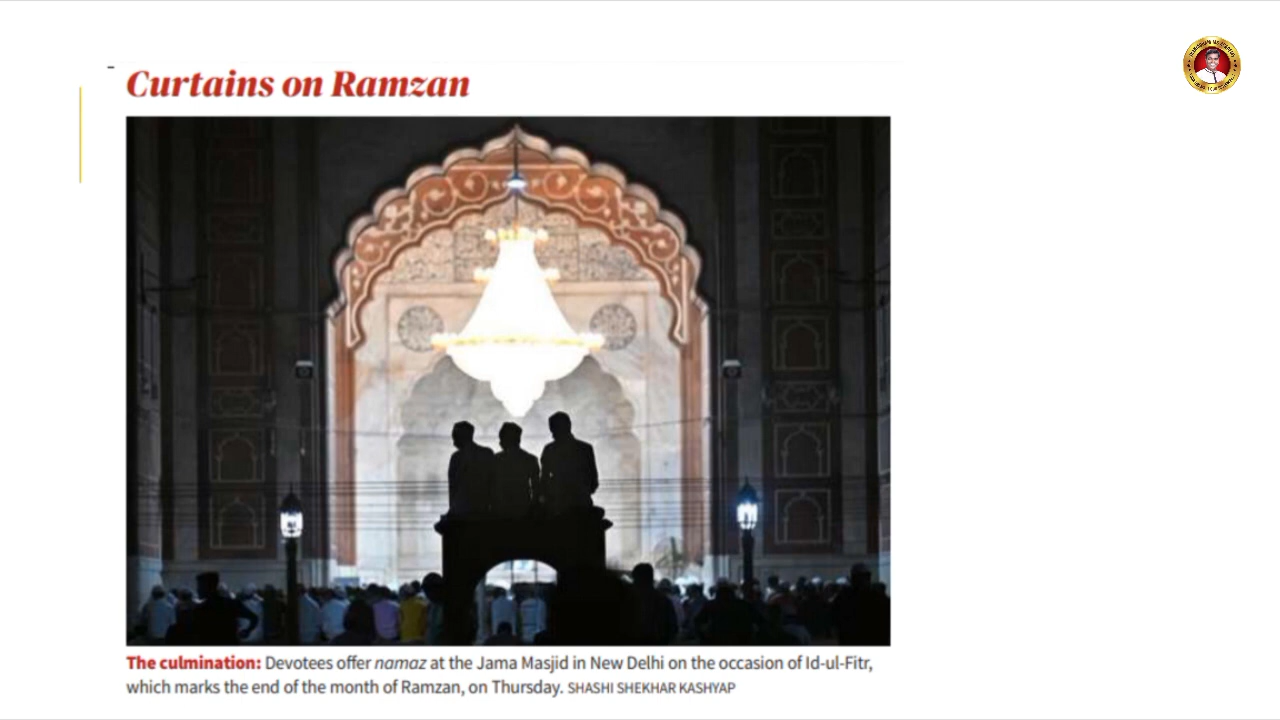 Curtains on Ramzan
The culmination: Devotees offer namaz at the Jama Masjid in New Delhi on the occasion of Id-ul-Fitr,
which marks the end of the month of Ramzan, on Thursday. SHASHI SHEKHAR KASHYAP